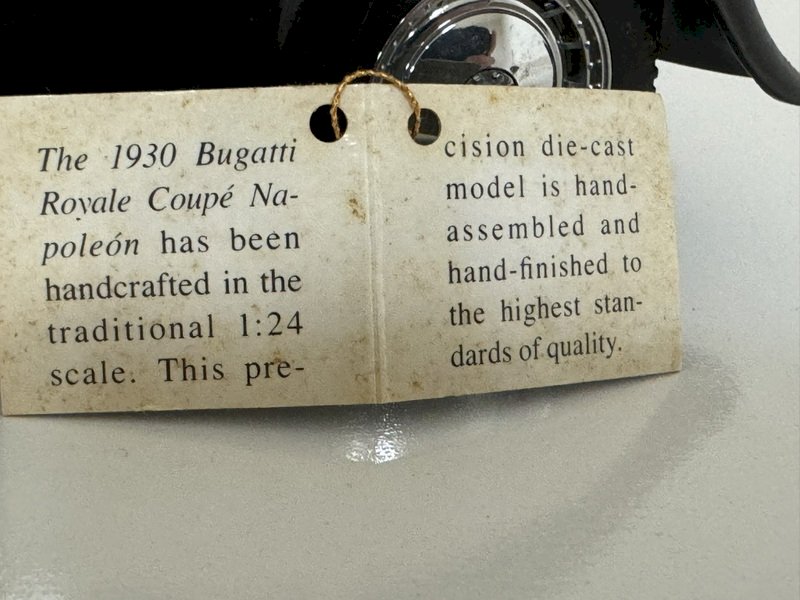 The 1930 Bugatti
Royale Coupé Na-
poleón has been
handcrafted in the
traditional 1:24
scale. This pre-
cision die-cast
model is hand-
assembled and
hand-finished to
the highest stan-
dards of quality.